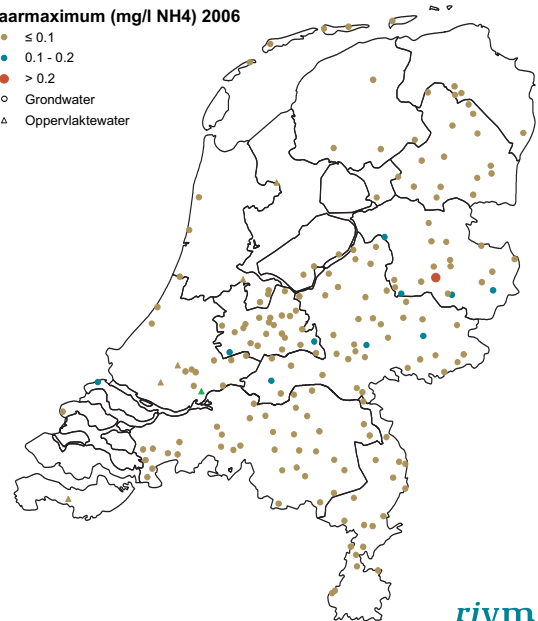 aarmaximum (mg/l NH4) 2006
≤ 0.1
0.1 - 0.2
> 0.2
Grondwater
Oppervlaktewater
rivm